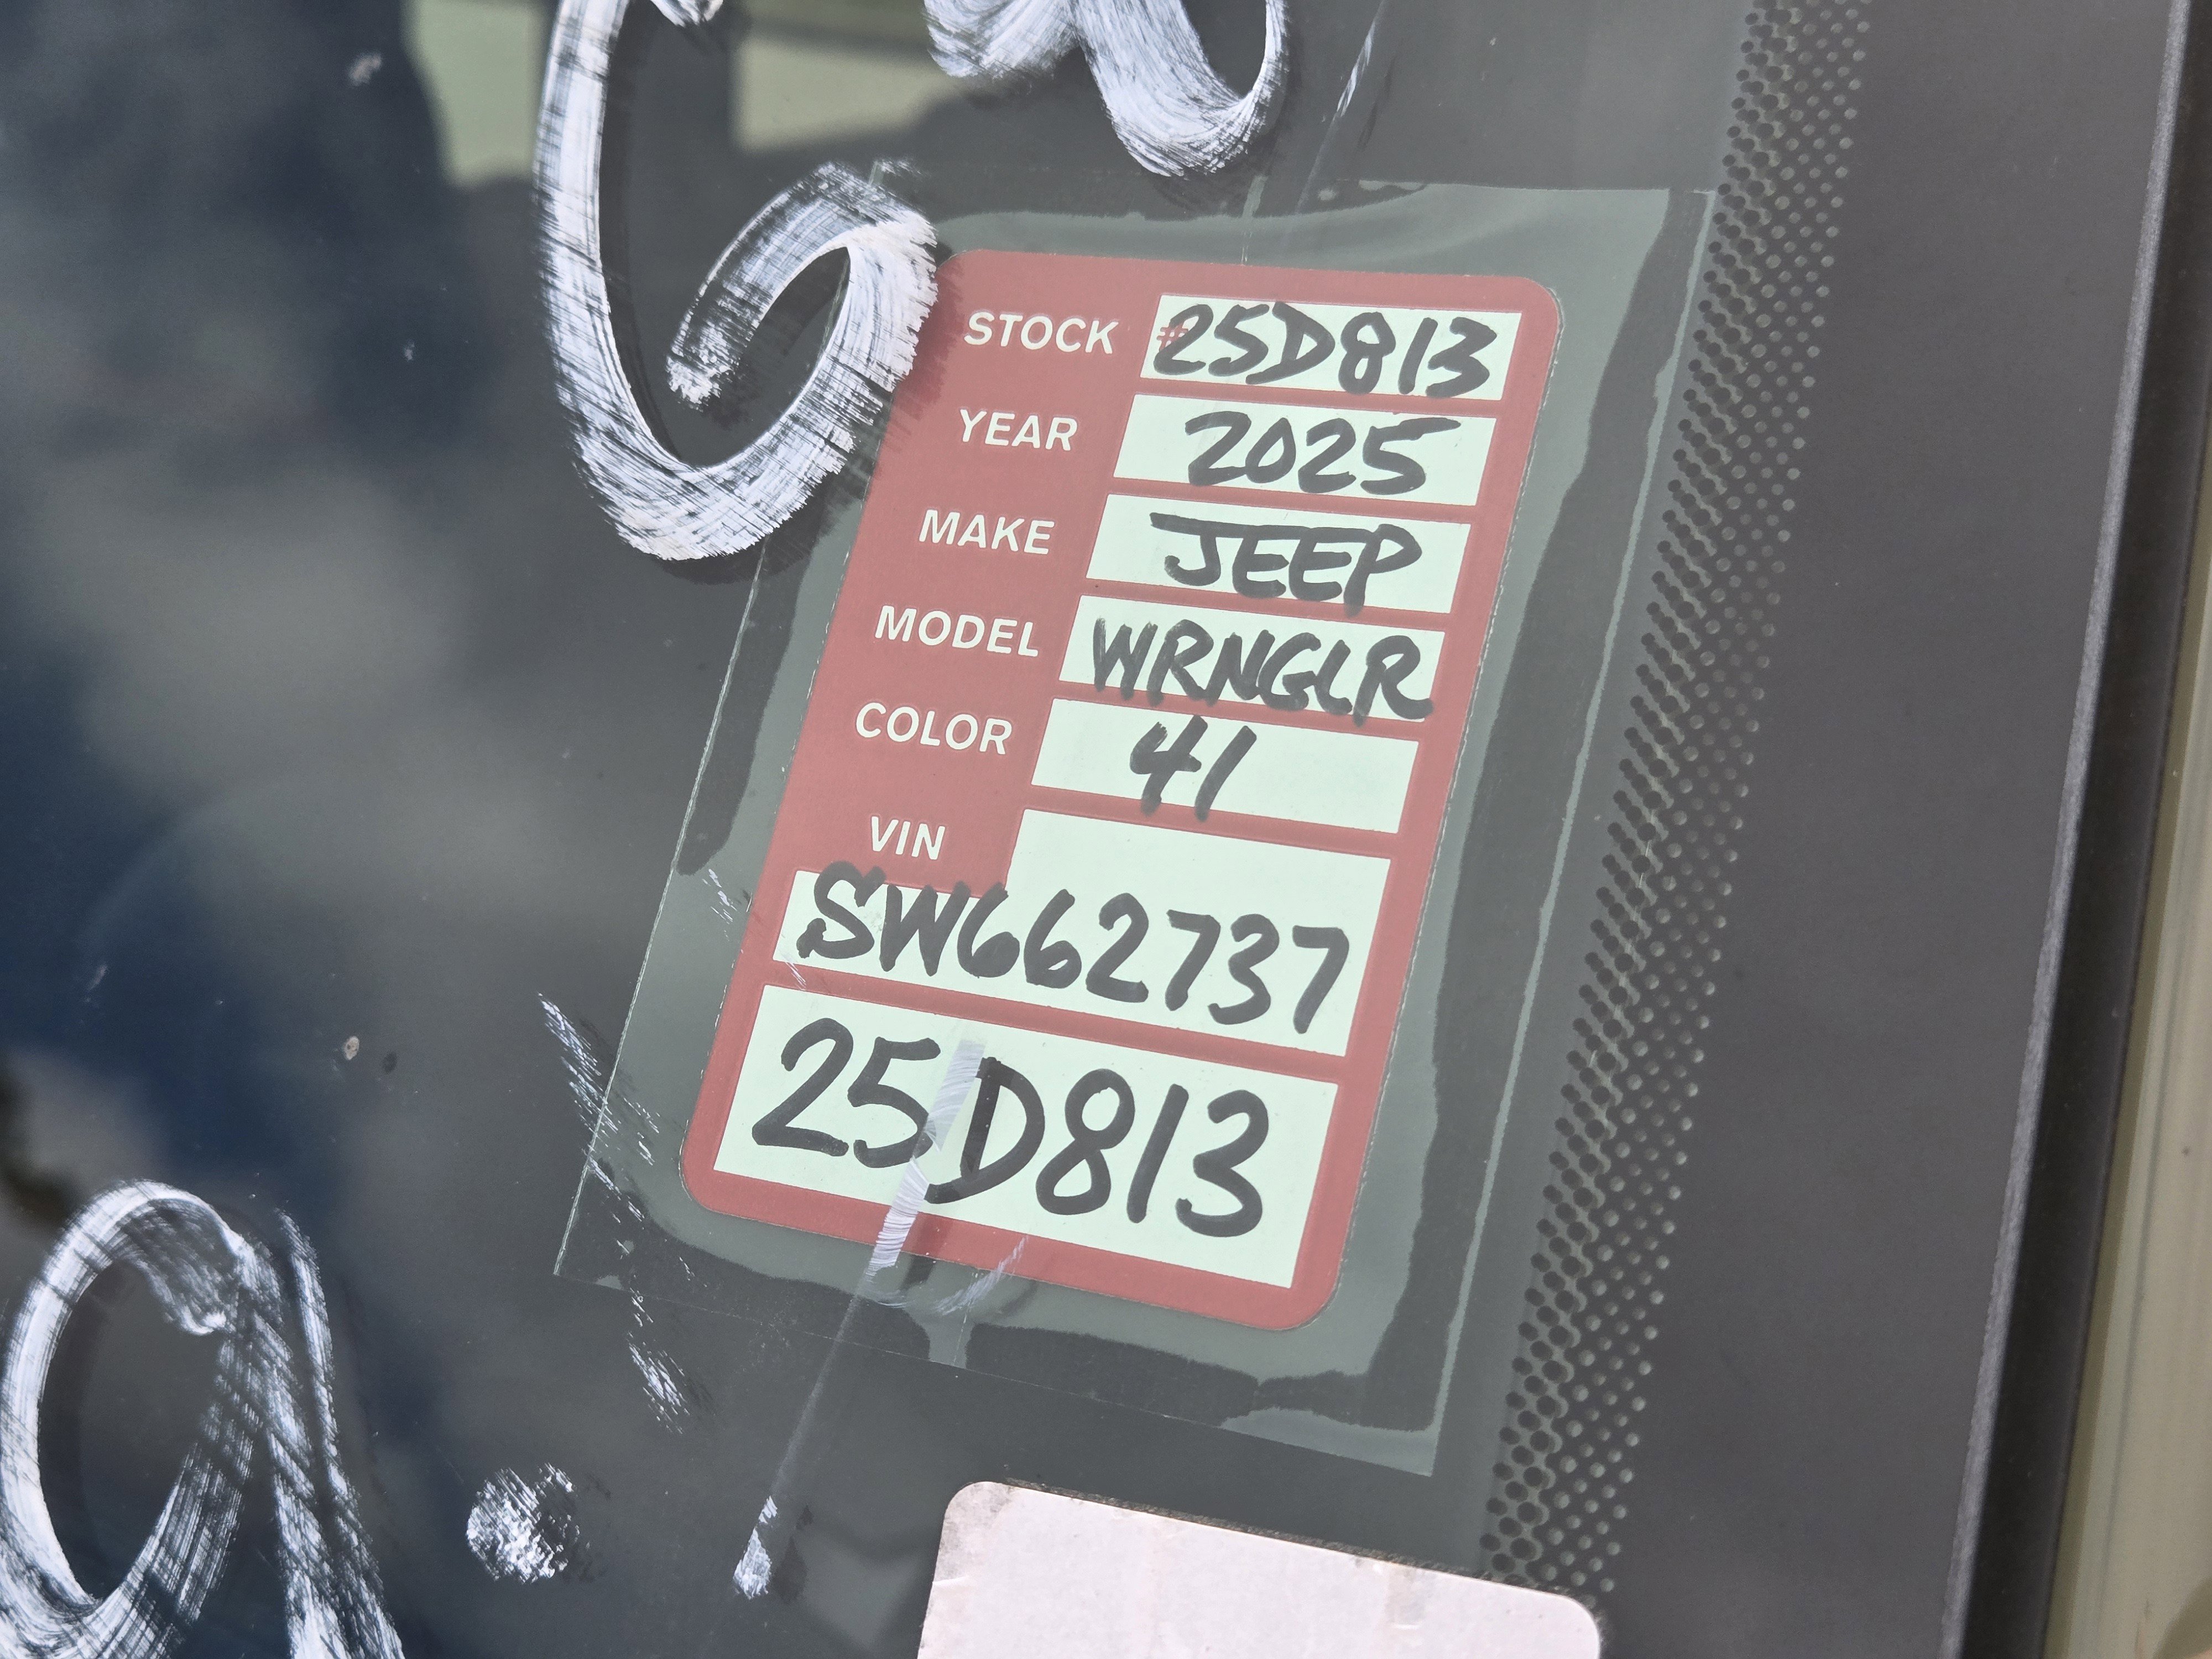 STOCK #25D813
YEAR 2025
MAKE JEEP
MODEL WRNGLR
COLOR 41
VIN
SW662737
25D813